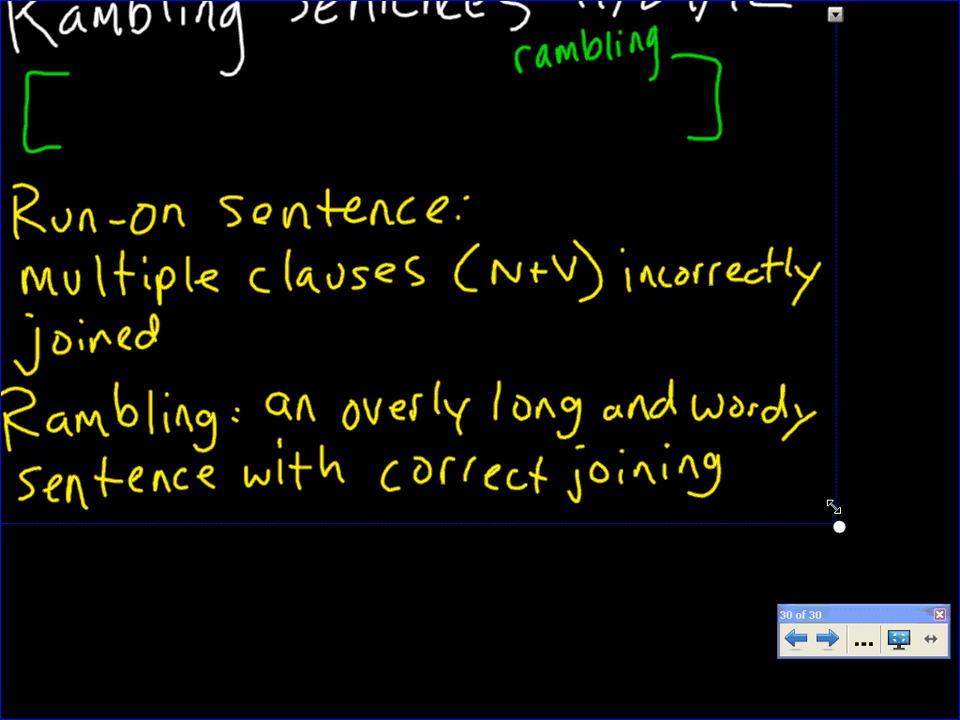 Rambling sentences
rambling
Run-on sentence:
multiple clauses (N+V) incorrectly
joined
Rambling: an overly long and wordy
sentence with correct joining
30 of 30
...